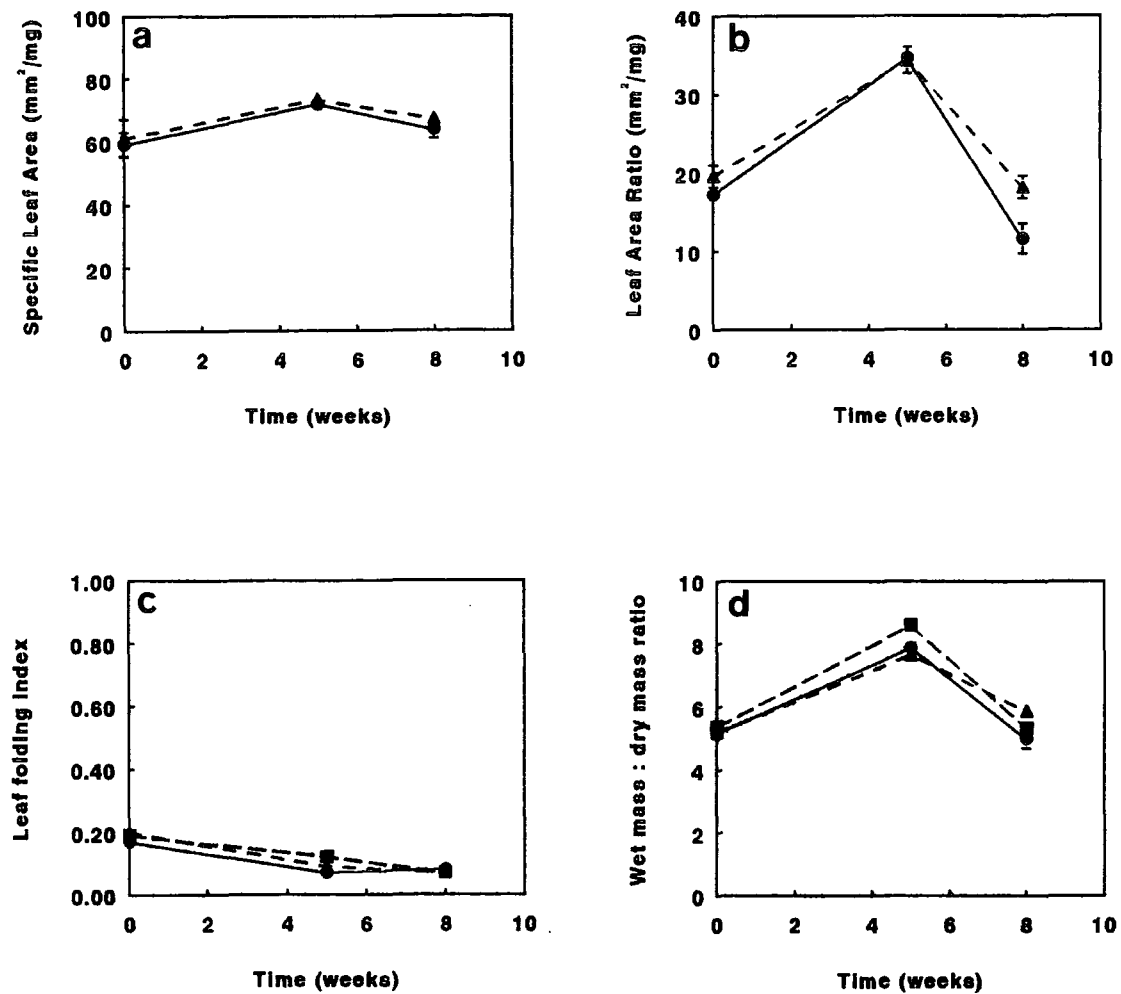 a
Specific Leaf Area (mm²/mg)
100
80
60
40
20
0
0 2 4 6 8 10
Time (weeks)
b
Leaf Area Ratio (mm²/mg)
40
30
20
10
0
0 2 4 6 8 10
Time (weeks)
c
Leaf folding index
1.00
0.80
0.60
0.40
0.20
0.00
0 2 4 6 8 10
Time (weeks)
d
Wet mass : dry mass ratio
10
8
6
4
2
0
0 2 4 6 8 10
Time (weeks)